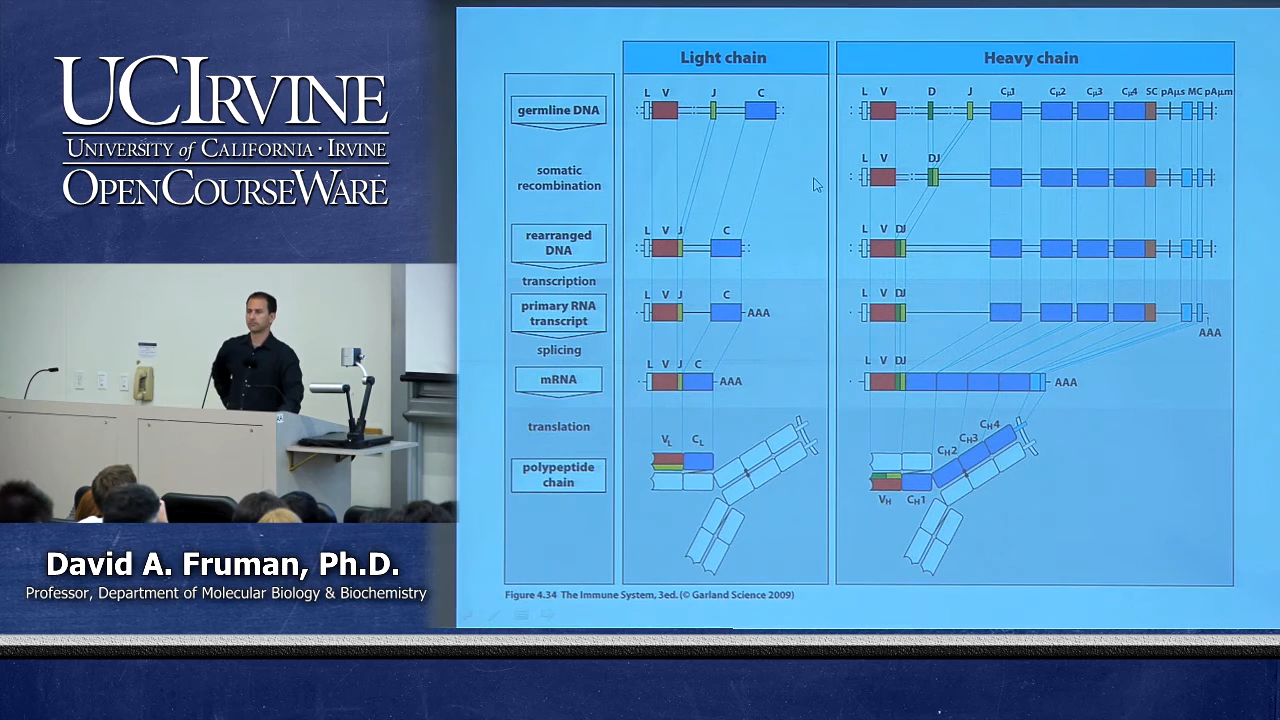 UCIRVINE
UNIVERSITY of CALIFORNIA · IRVINE
OPENCOURSEWARE
David A. Fruman, Ph.D.
Professor, Department of Molecular Biology & Biochemistry
Light chain
Heavy chain
germline DNA
L V J C
L V D J Cμ1 Cμ2 Cμ3 Cμ4 SC pAμs MC pAμm
somatic
recombination
L V DJ
rearranged
DNA
L V J C
L V DJ
transcription
primary RNA
transcript
L V J C
AAA
L V DJ
AAA
splicing
mRNA
L V J C
AAA
L V DJ
AAA
translation
polypeptide
chain
VL CL
VH CH1 CH2 CH3 CH4
Figure 4.34 The Immune System, 3ed. (© Garland Science 2009)